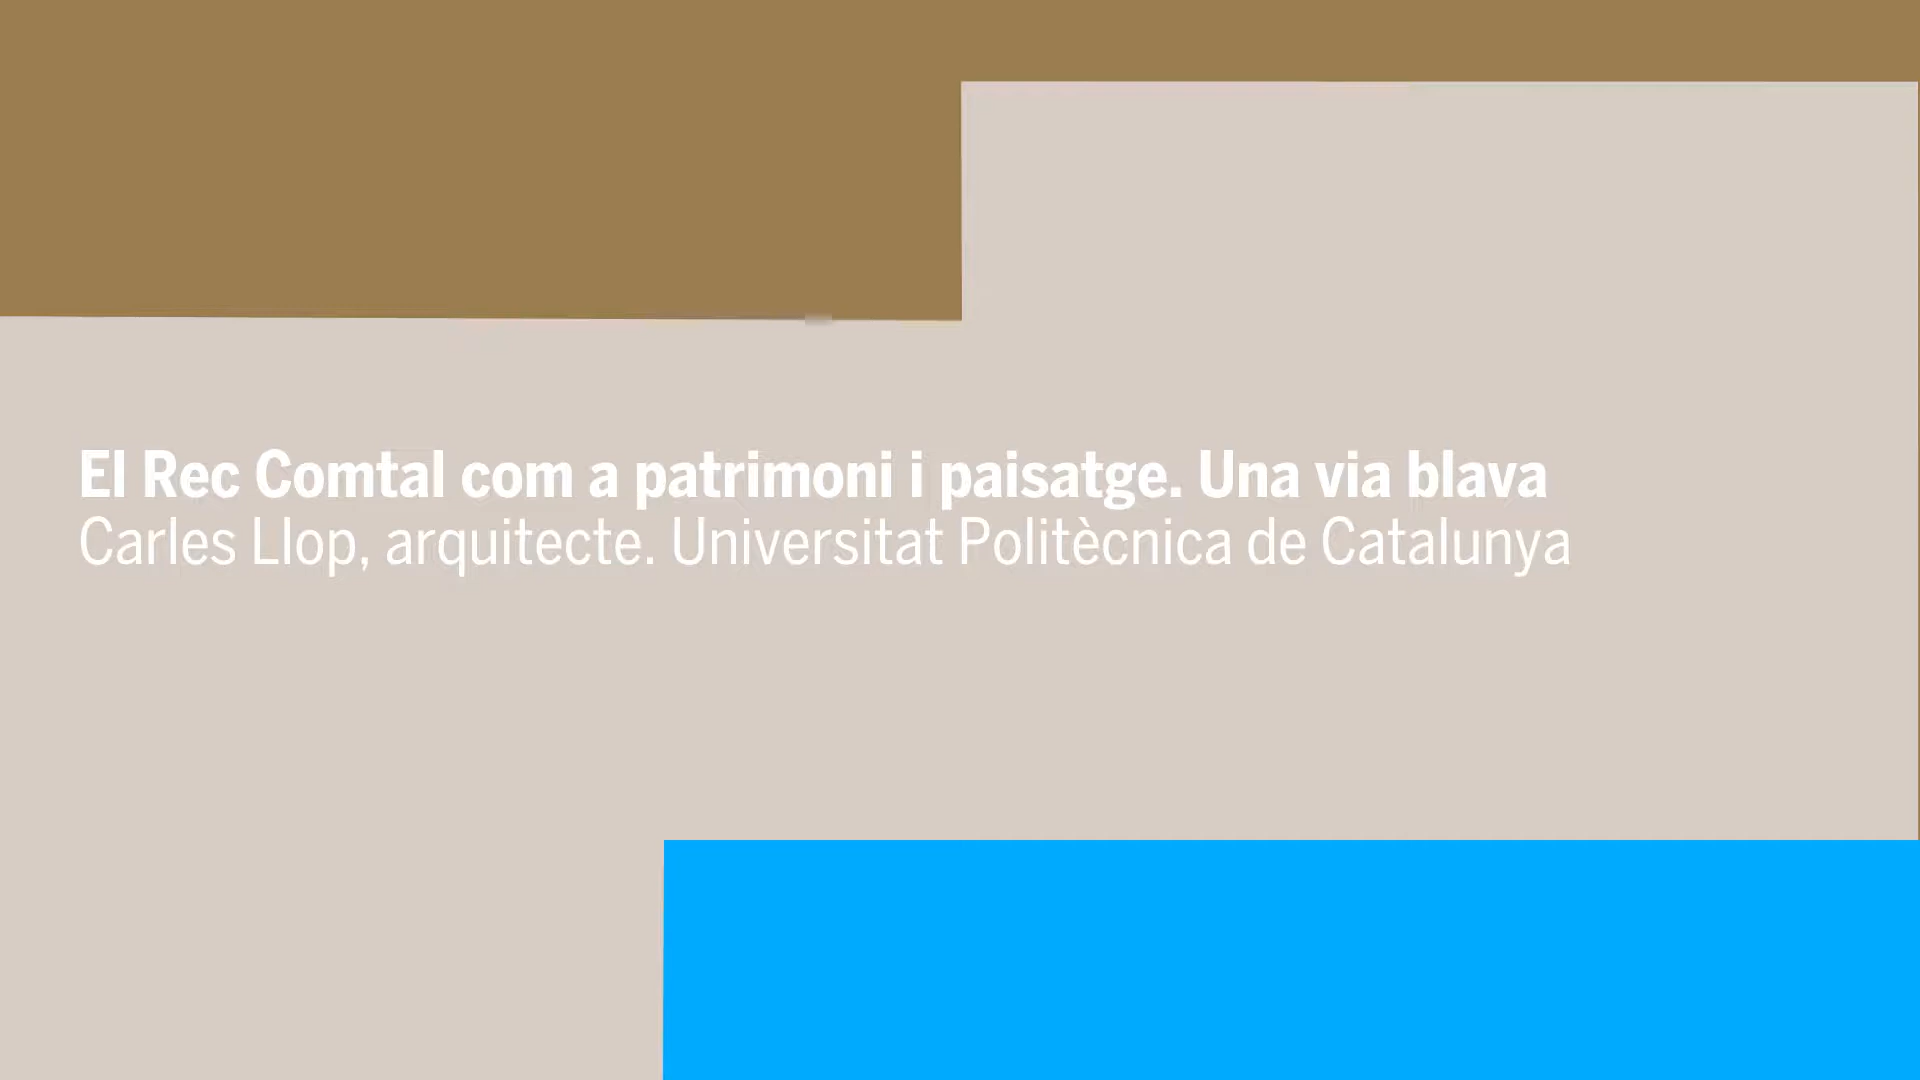 El Rec Comtal com a patrimoni i paisatge. Una via blava
Carles Llop, arquitecte. Universitat Politècnica de Catalunya